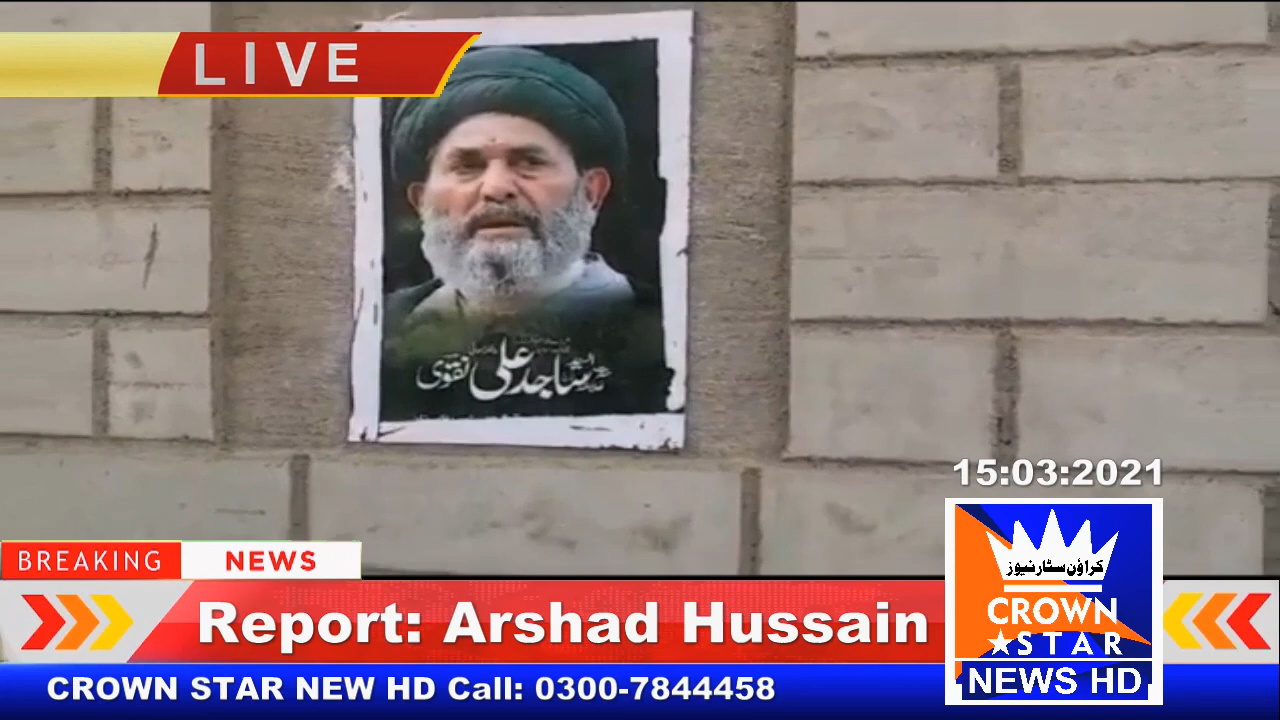 LIVE
ساجد علی نقوی
15:03:2021
BREAKING NEWS
Report: Arshad Hussain
کراؤن سٹار نیوز
CROWN
STAR
NEWS HD
CROWN STAR NEW HD Call: 0300-7844458